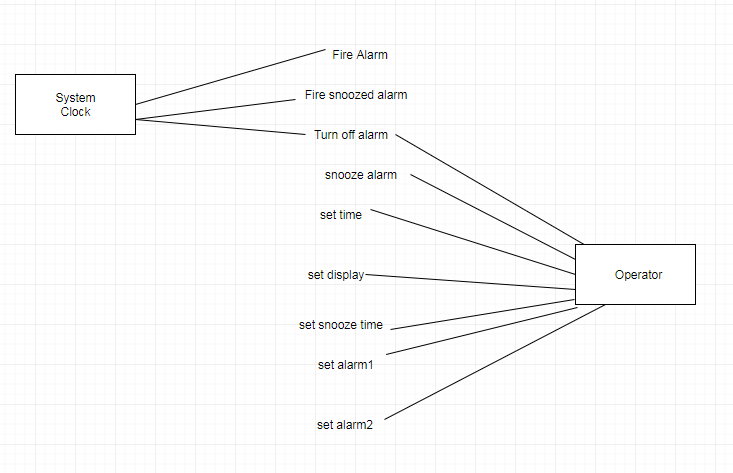 Fire Alarm
System
Clock
Fire snoozed alarm
Turn off alarm
snooze alarm
set time
set display
Operator
set snooze time
set alarm1
set alarm2